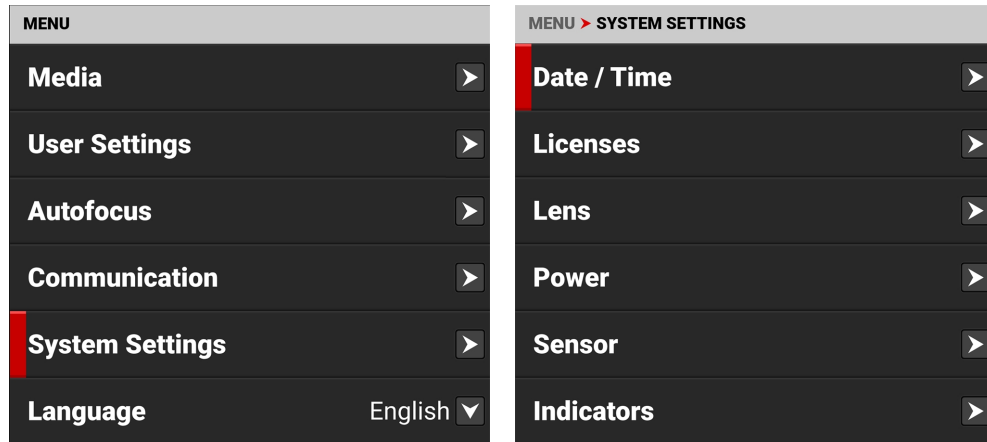 MENU
Media
User Settings
Autofocus
Communication
System Settings
Language English
MENU > SYSTEM SETTINGS
Date / Time
Licenses
Lens
Power
Sensor
Indicators